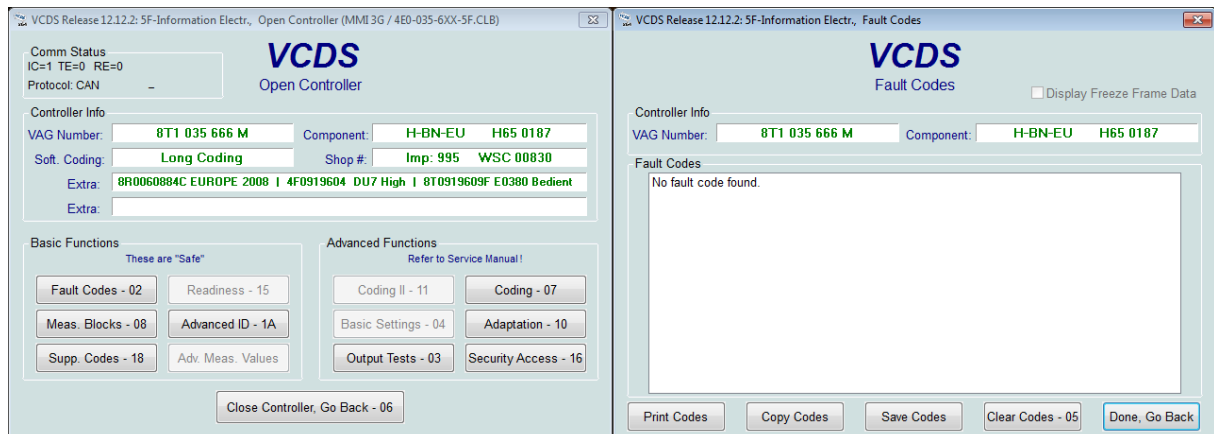 VCDS Release 12.12.2: 5F-Information Electr., Open Controller (MMI 3G / 4E0-035-6XX-5F.CLB)
Comm Status
IC=1 TE=0 RE=0
Protocol: CAN –
VCDS
Open Controller
Controller Info
VAG Number: 8T1 035 666 M Component: H-BN-EU H65 0187
Soft. Coding: Long Coding Shop #: Imp: 995 WSC 00830
Extra: 8R0060884C EUROPE 2008 | 4F0919604 DU7 High | 8T0919609F E0380 Bedient
Extra:
Basic Functions
These are "Safe"
Fault Codes - 02 Readiness - 15
Meas. Blocks - 08 Advanced ID - 1A
Supp. Codes - 18 Adv. Meas. Values
Advanced Functions
Refer to Service Manual!
Coding II - 11 Coding - 07
Basic Settings - 04 Adaptation - 10
Output Tests - 03 Security Access - 16
Close Controller, Go Back - 06
VCDS Release 12.12.2: 5F-Information Electr., Fault Codes
VCDS
Fault Codes
Display Freeze Frame Data
Controller Info
VAG Number: 8T1 035 666 M Component: H-BN-EU H65 0187
Fault Codes
No fault code found.
Print Codes Copy Codes Save Codes Clear Codes - 05 Done, Go Back